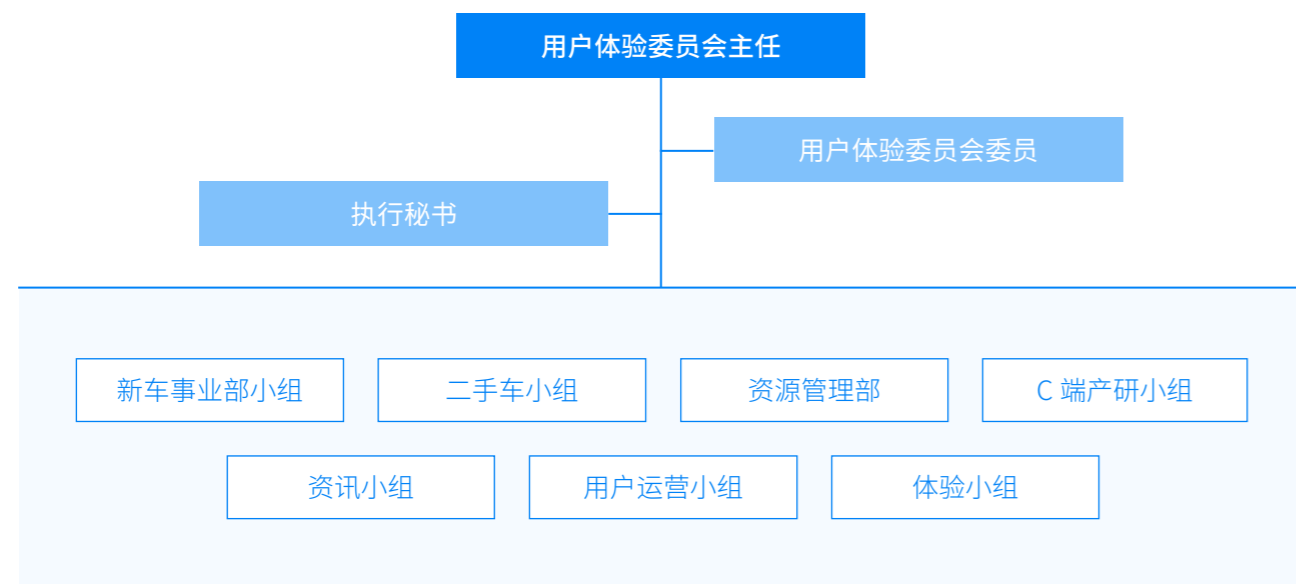 用户体验委员会主任
用户体验委员会委员
执行秘书
新车事业部小组
二手车小组
资源管理部
C 端产研小组
资讯小组
用户运营小组
体验小组